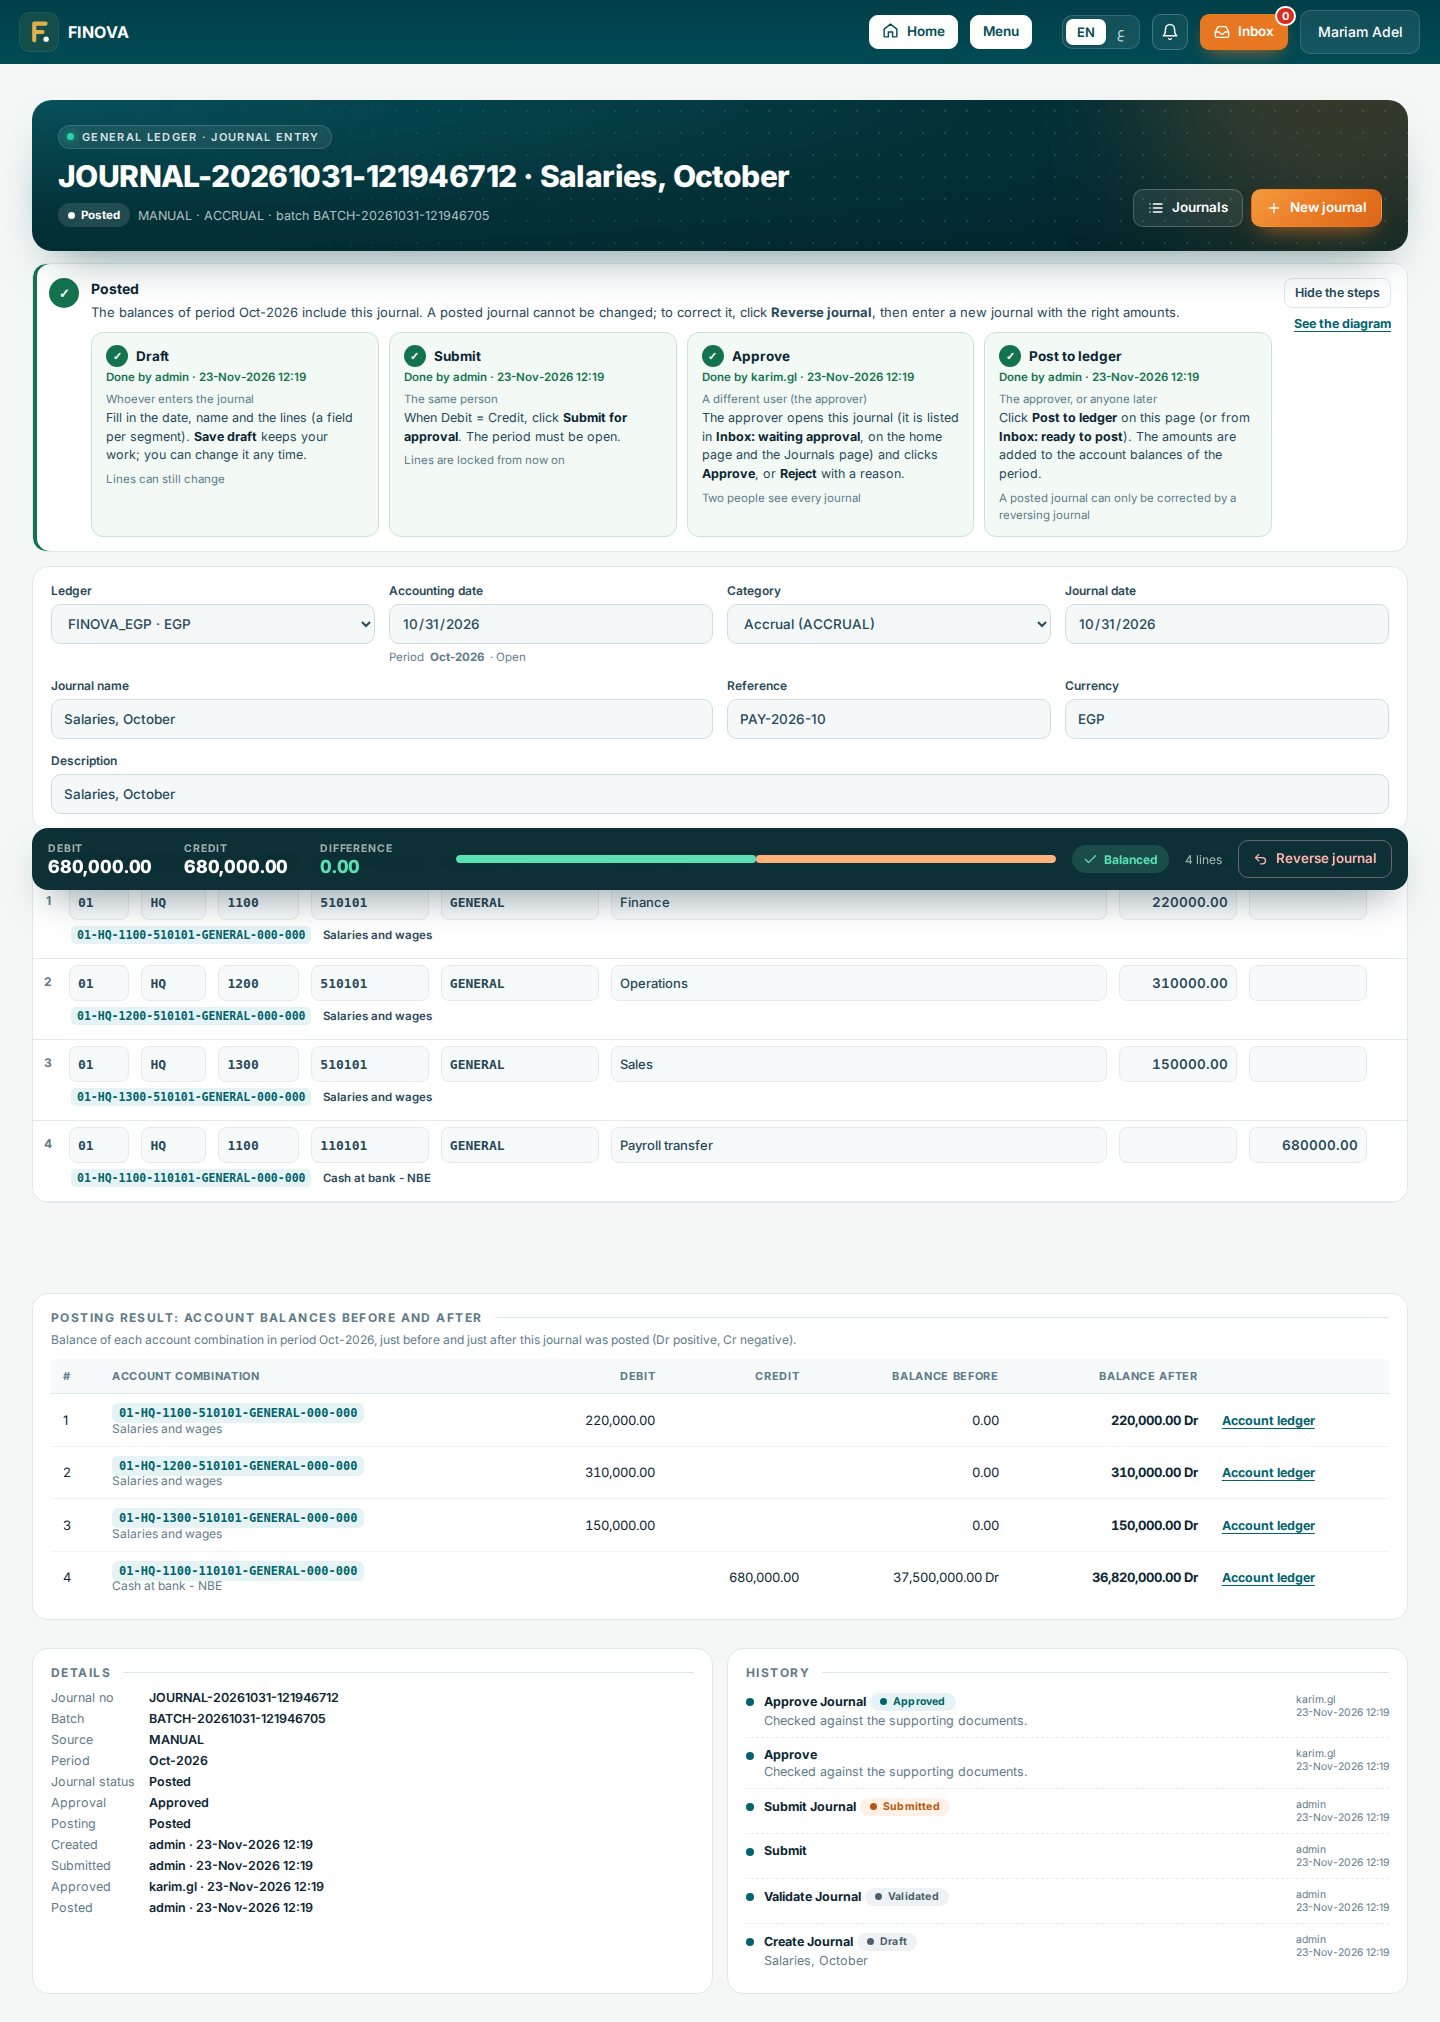 FINOVA
Home
Menu
EN
ع
Inbox
0
Mariam Adel
GENERAL LEDGER · JOURNAL ENTRY
JOURNAL-20261031-121946712 · Salaries, October
Posted
MANUAL · ACCRUAL · batch BATCH-20261031-121946705
Journals
New journal
Posted
The balances of period Oct-2026 include this journal. A posted journal cannot be changed; to correct it, click Reverse journal, then enter a new journal with the right amounts.
Hide the steps
See the diagram
Draft
Done by admin · 23-Nov-2026 12:19
Whoever enters the journal
Fill in the date, name and the lines (a field
per segment). Save draft keeps your
work; you can change it any time.
Lines can still change
Submit
Done by admin · 23-Nov-2026 12:19
The same person
When Debit = Credit, click Submit for
approval. The period must be open.
Lines are locked from now on
Approve
Done by karim.gl · 23-Nov-2026 12:19
A different user (the approver)
The approver opens this journal (it is listed
in Inbox: waiting approval, on the home
page and the Journals page) and clicks
Approve, or Reject with a reason.
Two people see every journal
Post to ledger
Done by admin · 23-Nov-2026 12:19
The approver, or anyone later
Click Post to ledger on this page (or from
Inbox: ready to post). The amounts are
added to the account balances of the
period.
A posted journal can only be corrected by a
reversing journal
Ledger
FINOVA_EGP · EGP
Accounting date
10/31/2026
Period Oct-2026 · Open
Category
Accrual (ACCRUAL)
Journal date
10/31/2026
Journal name
Salaries, October
Reference
PAY-2026-10
Currency
EGP
Description
Salaries, October
DEBIT
680,000.00
CREDIT
680,000.00
DIFFERENCE
0.00
Balanced
4 lines
Reverse journal
1 01 HQ 1100 510101 GENERAL Finance 220000.00
01-HQ-1100-510101-GENERAL-000-000 Salaries and wages
2 01 HQ 1200 510101 GENERAL Operations 310000.00
01-HQ-1200-510101-GENERAL-000-000 Salaries and wages
3 01 HQ 1300 510101 GENERAL Sales 150000.00
01-HQ-1300-510101-GENERAL-000-000 Salaries and wages
4 01 HQ 1100 110101 GENERAL Payroll transfer 680000.00
01-HQ-1100-110101-GENERAL-000-000 Cash at bank - NBE
POSTING RESULT: ACCOUNT BALANCES BEFORE AND AFTER
Balance of each account combination in period Oct-2026, just before and just after this journal was posted (Dr positive, Cr negative).
# ACCOUNT COMBINATION DEBIT CREDIT BALANCE BEFORE BALANCE AFTER
1 01-HQ-1100-510101-GENERAL-000-000 220,000.00 0.00 220,000.00 Dr Account ledger
Salaries and wages
2 01-HQ-1200-510101-GENERAL-000-000 310,000.00 0.00 310,000.00 Dr Account ledger
Salaries and wages
3 01-HQ-1300-510101-GENERAL-000-000 150,000.00 0.00 150,000.00 Dr Account ledger
Salaries and wages
4 01-HQ-1100-110101-GENERAL-000-000 680,000.00 37,500,000.00 Dr 36,820,000.00 Dr Account ledger
Cash at bank - NBE
DETAILS
Journal no JOURNAL-20261031-121946712
Batch BATCH-20261031-121946705
Source MANUAL
Period Oct-2026
Journal status Posted
Approval Approved
Posting Posted
Created admin · 23-Nov-2026 12:19
Submitted admin · 23-Nov-2026 12:19
Approved karim.gl · 23-Nov-2026 12:19
Posted admin · 23-Nov-2026 12:19
HISTORY
Approve Journal Approved karim.gl
23-Nov-2026 12:19
Checked against the supporting documents.
Approve karim.gl
23-Nov-2026 12:19
Checked against the supporting documents.
Submit Journal Submitted admin
23-Nov-2026 12:19
Submit admin
23-Nov-2026 12:19
Validate Journal Validated admin
23-Nov-2026 12:19
Create Journal Draft admin
23-Nov-2026 12:19
Salaries, October